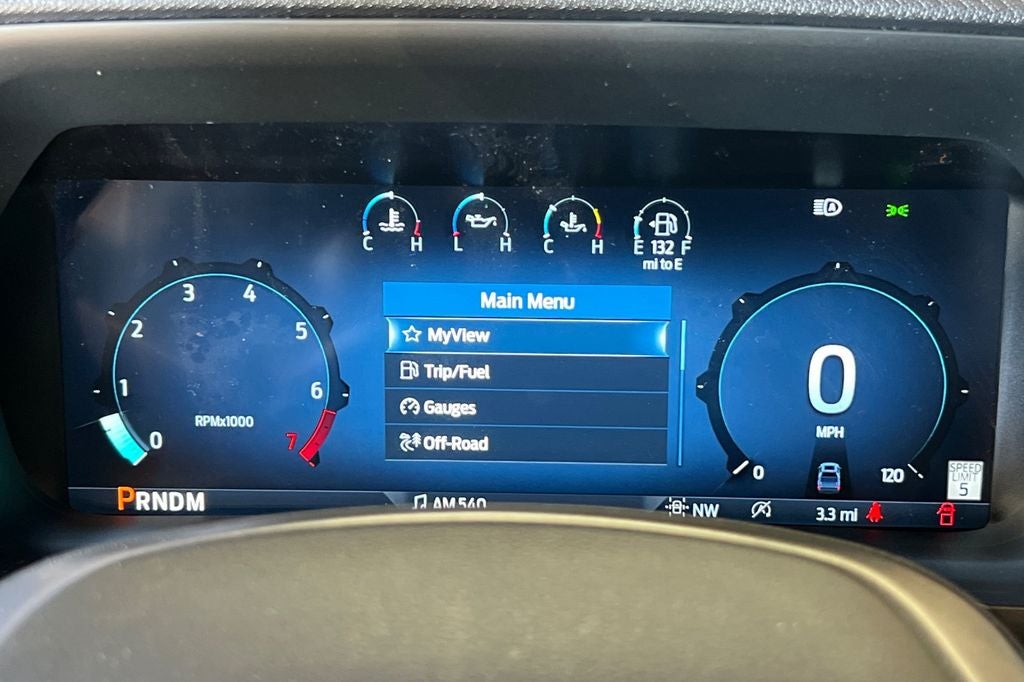 C H
L H
C H
E 132 F
mi to E
A
Main Menu
MyView
Trip/Fuel
Gauges
Off-Road
0
1
2
3
4
5
6
7
RPMx1000
0
MPH
0
120
SPEED
LIMIT
5
PRNDM
AM 540
NW
3.3 mi